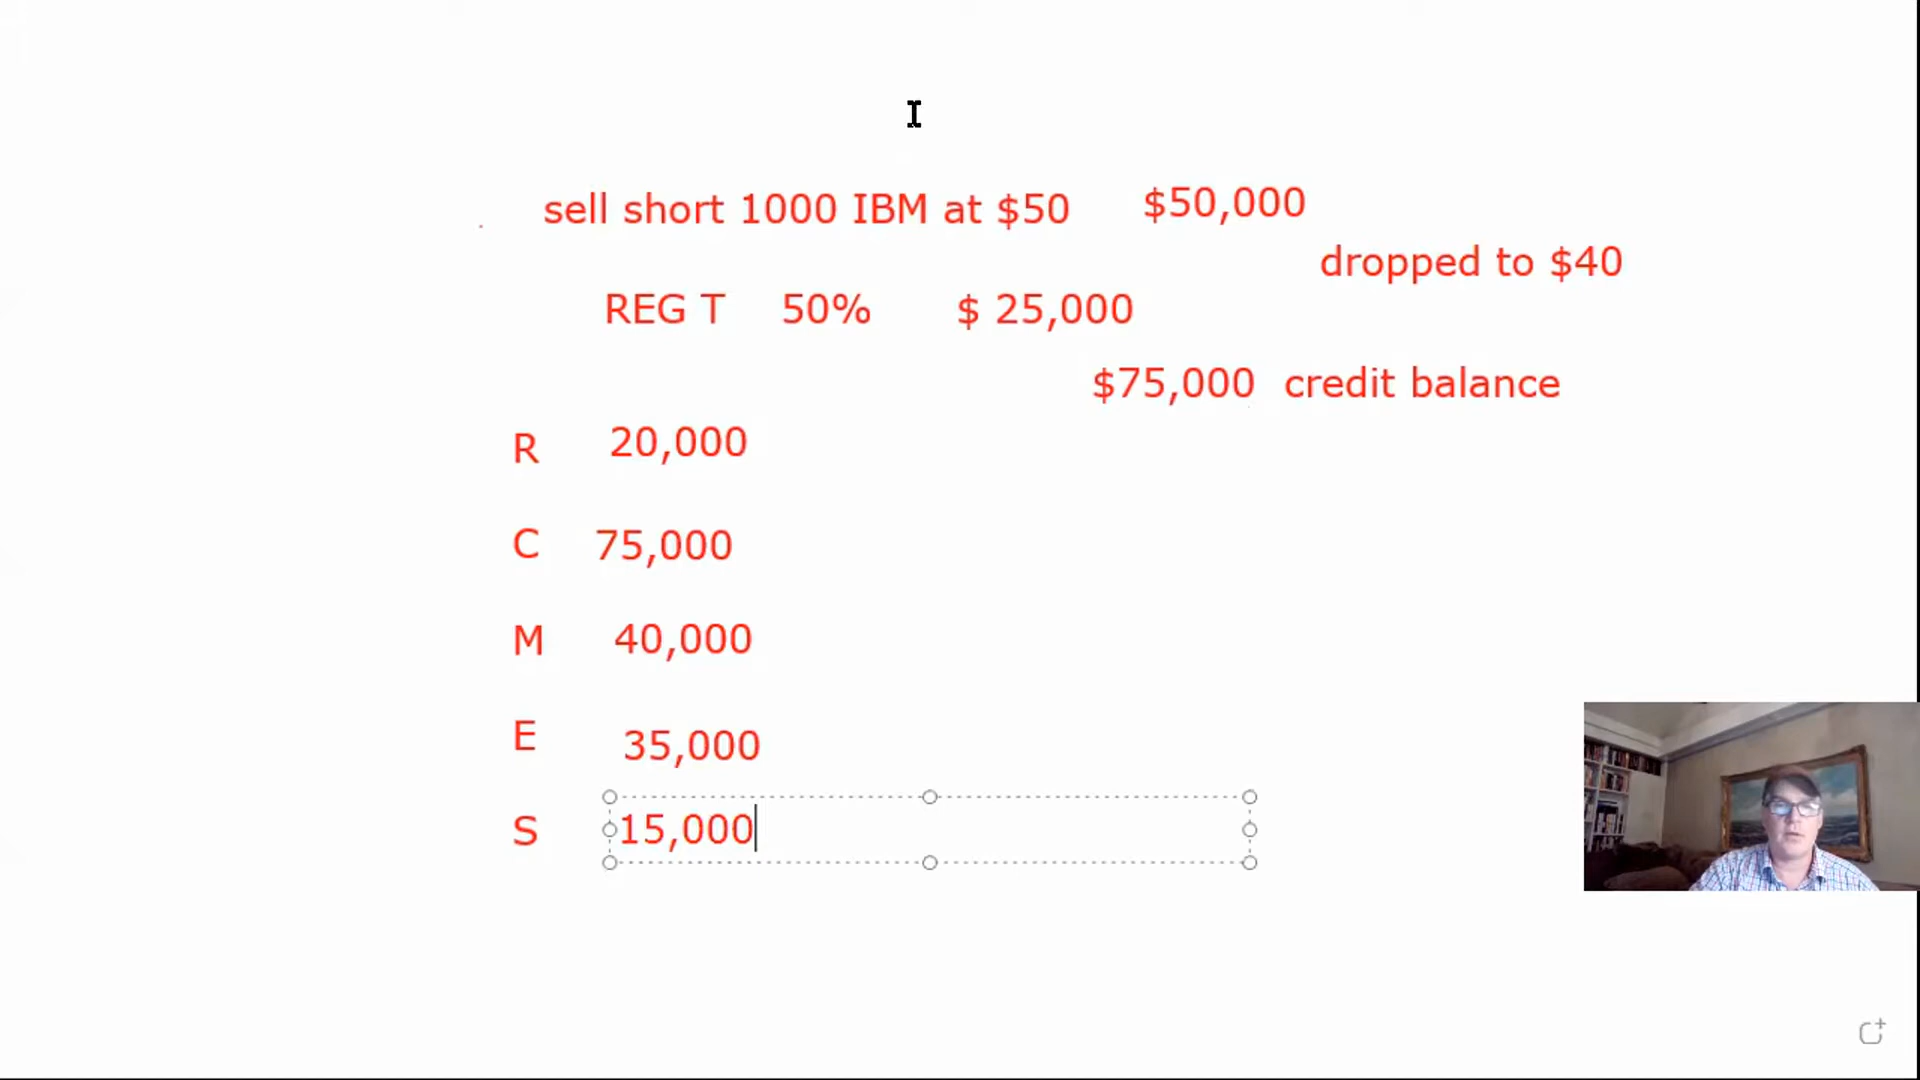 sell short 1000 IBM at $50 $50,000
dropped to $40
REG T 50% $ 25,000
$75,000 credit balance
R 20,000
C 75,000
M 40,000
E 35,000
S 15,000